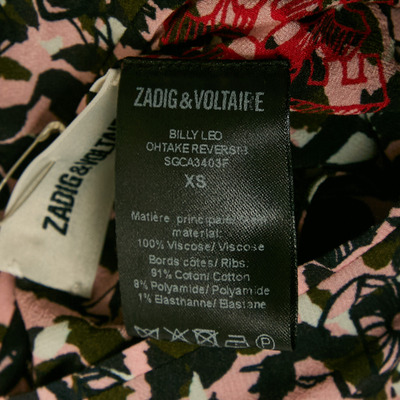 ZADIG & VOLTAIRE
ZADIG&VOLTAIRE
BILLY LEO
OHTAKE REVERSIB
SGCA3403F
XS
Matière principale/
material:
100% Viscose/ Viscose
Bords côtes/ Ribs:
91% Coton/ Cotton
8% Polyamide/ Polyamide
1% Elasthanne/ Elastane